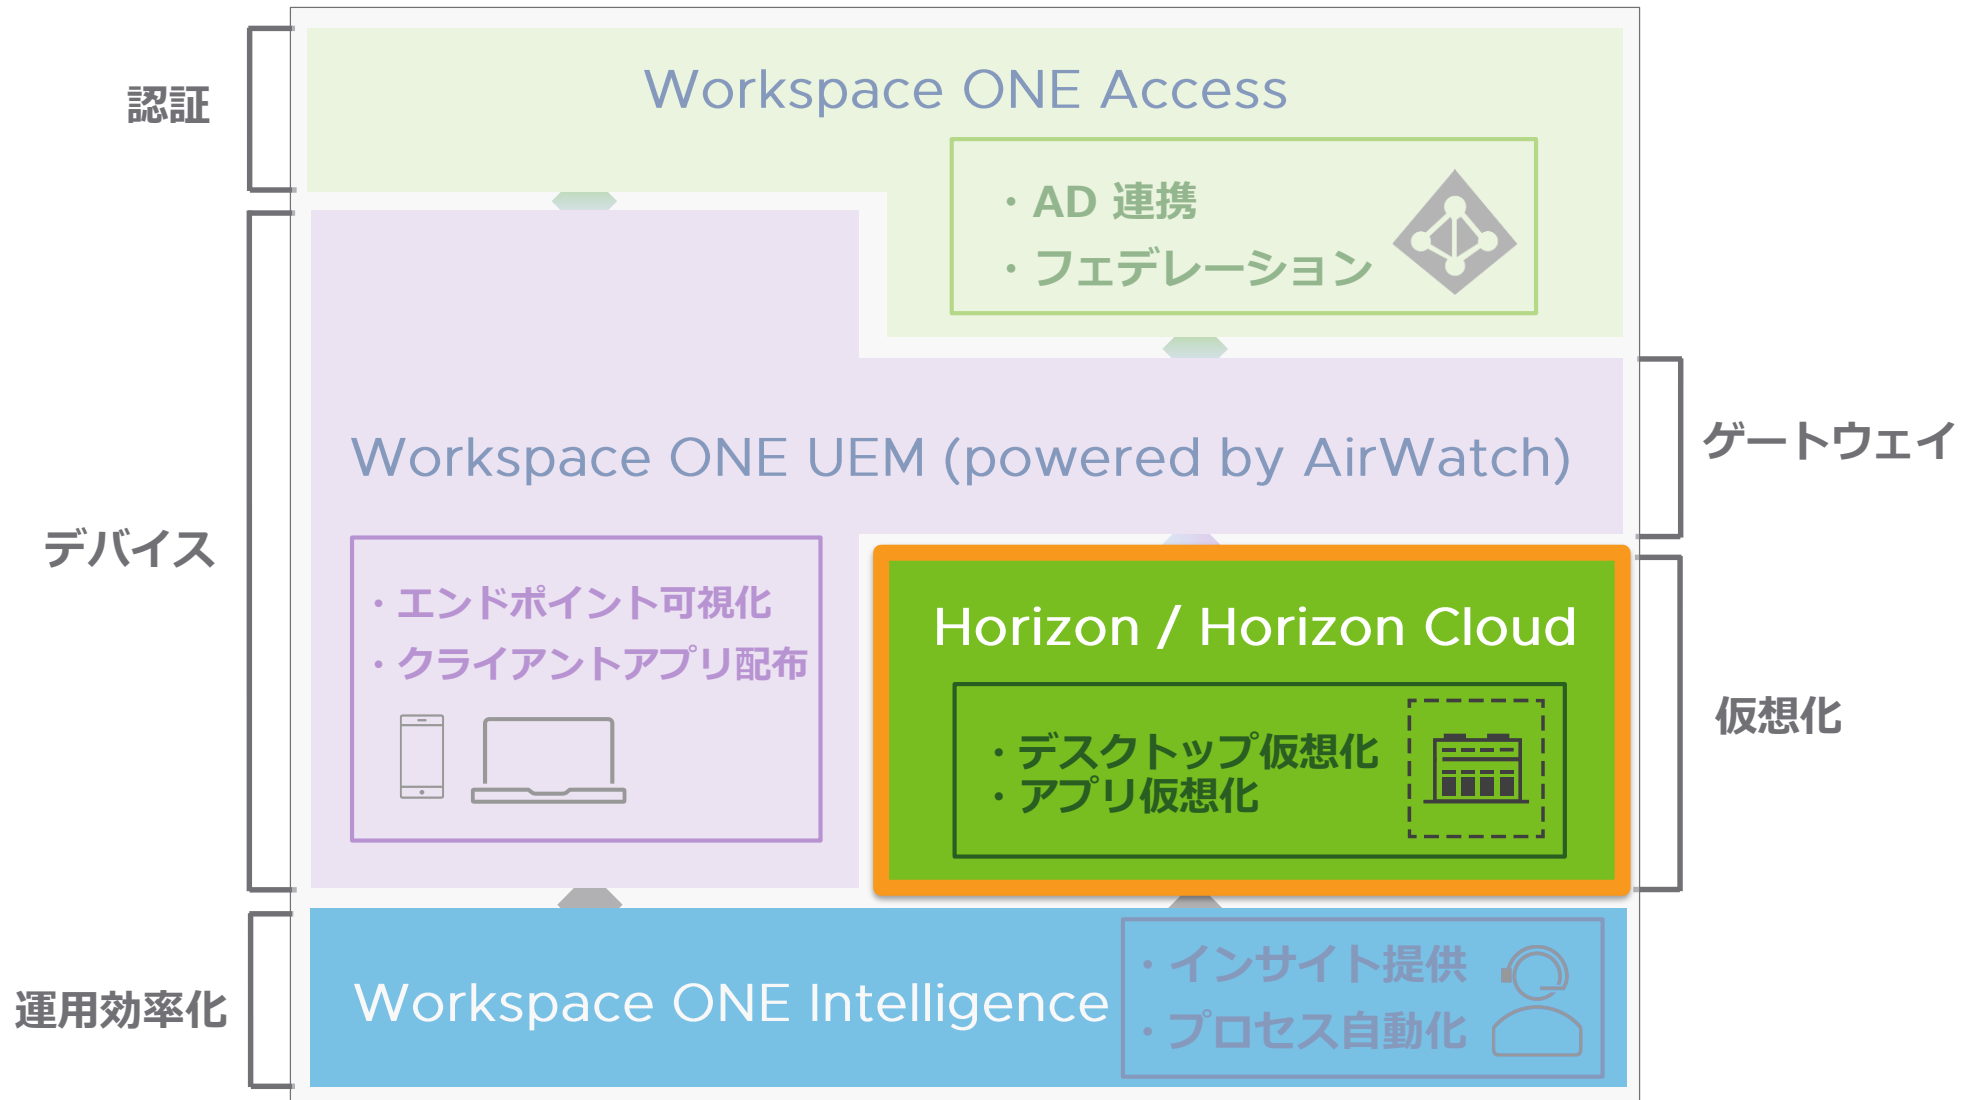 認証
Workspace ONE Access
・AD 連携
・フェデレーション
デバイス
Workspace ONE UEM (powered by AirWatch)
ゲートウェイ
・エンドポイント可視化
・クライアントアプリ配布
Horizon / Horizon Cloud
・デスクトップ仮想化
・アプリ仮想化
仮想化
運用効率化
Workspace ONE Intelligence
・インサイト提供
・プロセス自動化